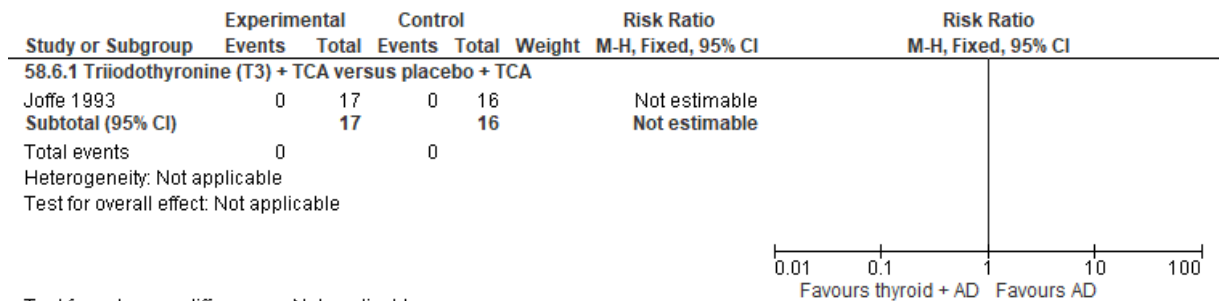 Experimental Control Risk Ratio Risk Ratio
Study or Subgroup Events Total Events Total Weight M-H, Fixed, 95% CI M-H, Fixed, 95% CI
58.6.1 Triiodothyronine (T3) + TCA versus placebo + TCA
Joffe 1993 0 17 0 16 Not estimable
Subtotal (95% CI) 17 16 Not estimable
Total events 0 0
Heterogeneity: Not applicable
Test for overall effect: Not applicable
0.01 0.1 1 10 100
Favours thyroid + AD Favours AD